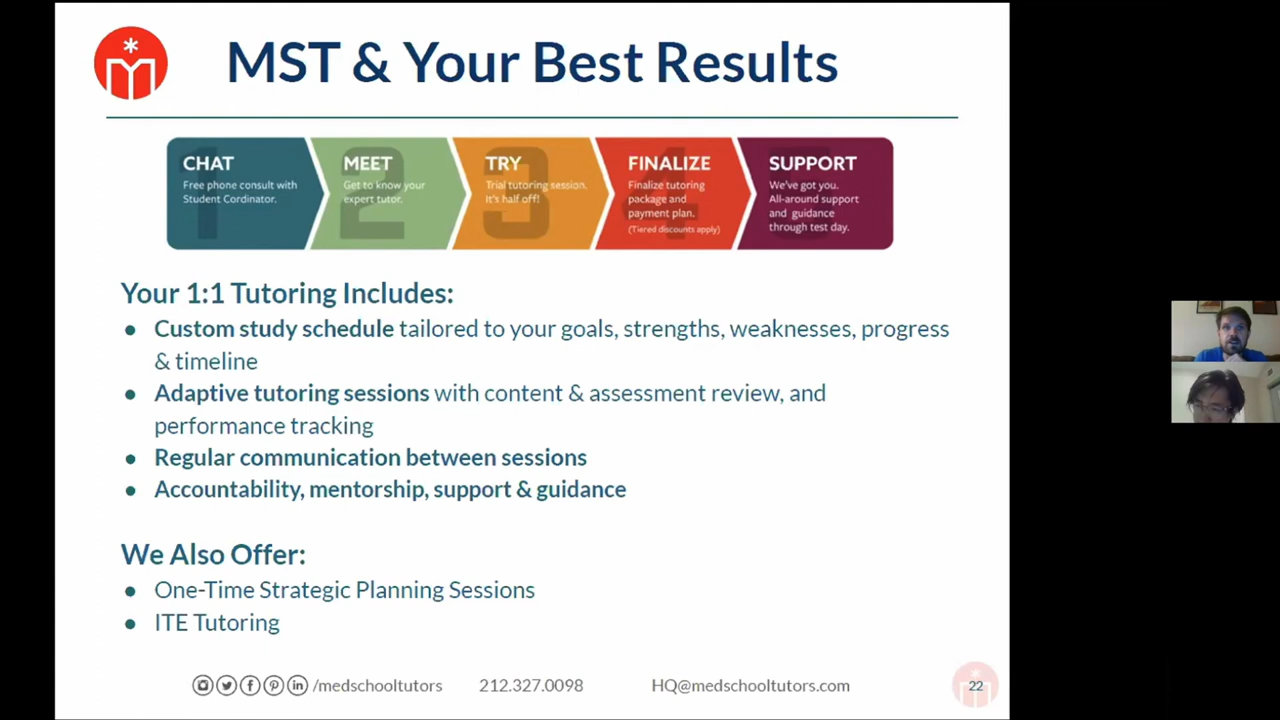 MST & Your Best Results
CHAT
Free phone consult with
Student Cordinator.
MEET
Get to know your
expert tutor.
TRY
Trial tutoring session.
It's half off!
FINALIZE
Finalize tutoring
package and
payment plan.
(Tiered discounts apply)
SUPPORT
We've got you.
All-around support
and guidance
through test day.
1
2
3
4
Your 1:1 Tutoring Includes:
● Custom study schedule tailored to your goals, strengths, weaknesses, progress
& timeline
● Adaptive tutoring sessions with content & assessment review, and
performance tracking
● Regular communication between sessions
● Accountability, mentorship, support & guidance
We Also Offer:
● One-Time Strategic Planning Sessions
● ITE Tutoring
/medschooltutors 212.327.0098 HQ@medschooltutors.com 22